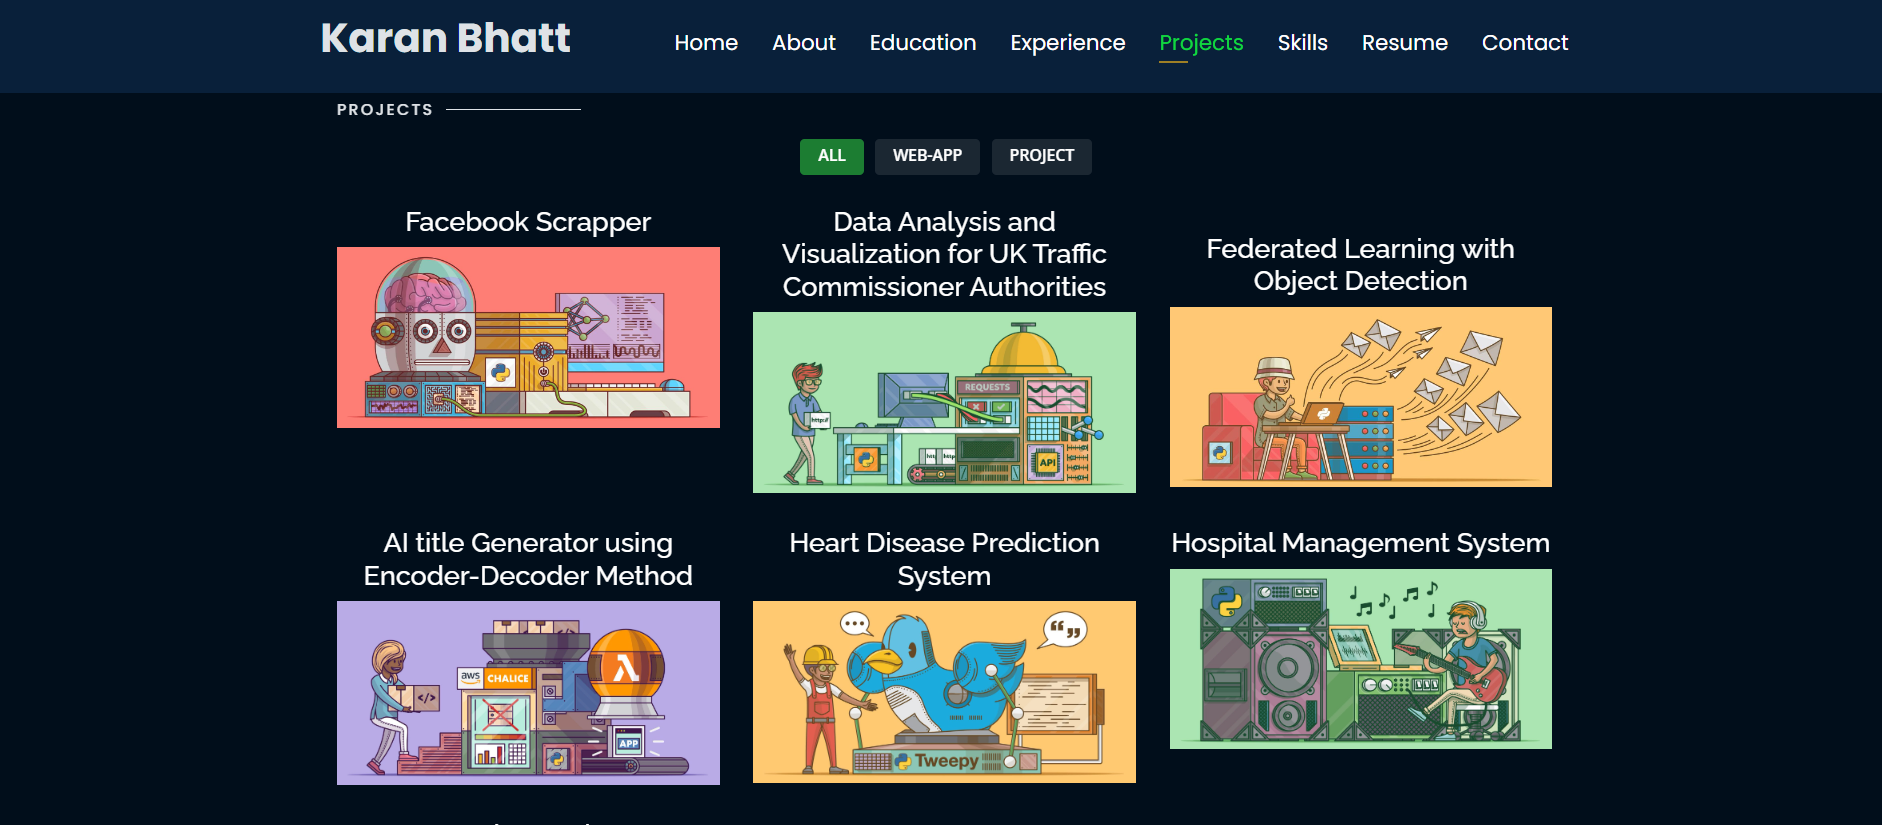 Karan Bhatt
Home About Education Experience Projects Skills Resume Contact
PROJECTS
ALL WEB-APP PROJECT
Facebook Scrapper
Data Analysis and
Visualization for UK Traffic
Commissioner Authorities
REQUESTS
http://
API
Federated Learning with
Object Detection
AI title Generator using
Encoder-Decoder Method
aws
CHALICE
λ
</>
APP
Heart Disease Prediction
System
Tweepy
Hospital Management System